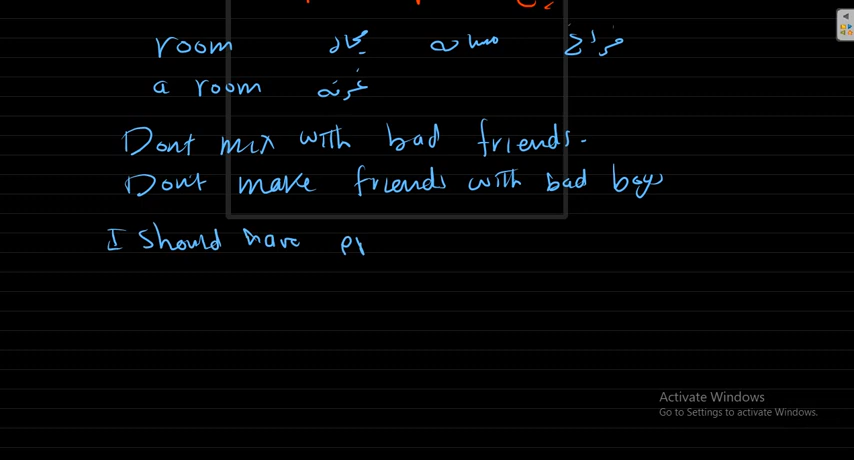 room مجال مساحة فراغ
a room غرفة
Dont mix with bad friends.
Don't make friends with bad boys
I should have
Activate Windows
Go to Settings to activate Windows.